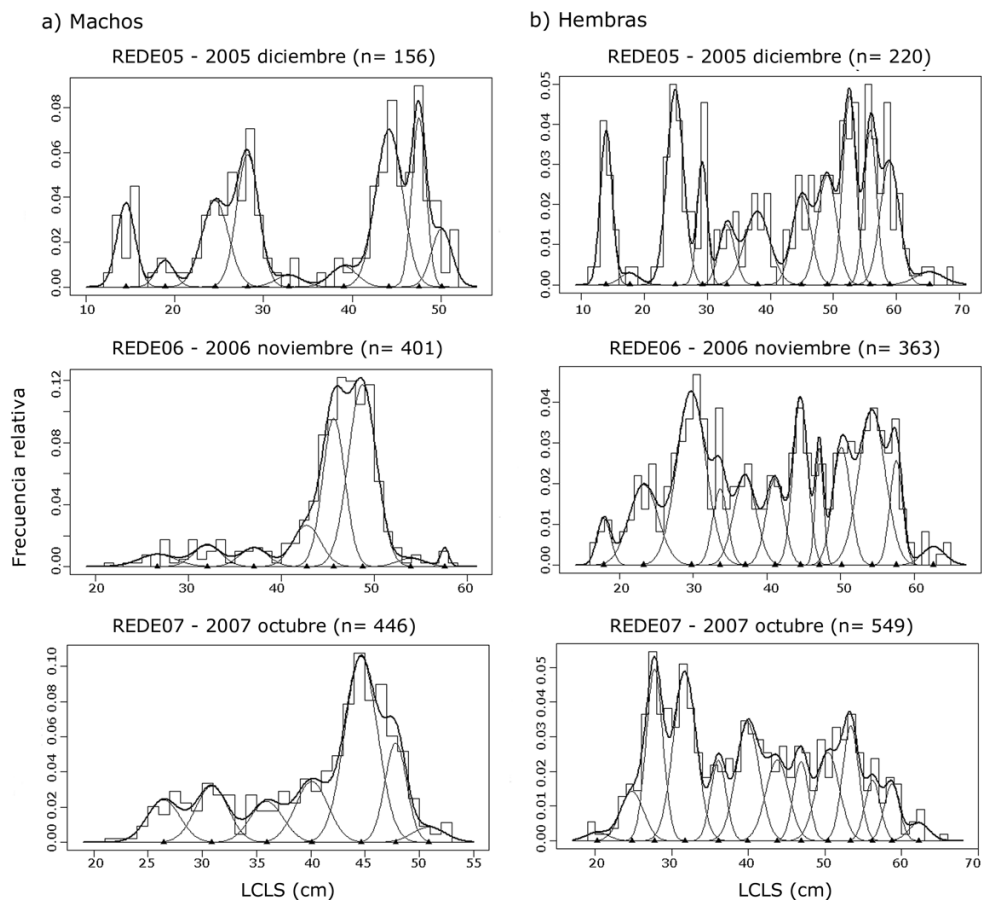 a) Machos
b) Hembras
REDE05 - 2005 diciembre (n= 156)
REDE05 - 2005 diciembre (n= 220)
0.00 0.02 0.04 0.06 0.08
10 20 30 40 50
0.00 0.01 0.02 0.03 0.04 0.05
10 20 30 40 50 60 70
REDE06 - 2006 noviembre (n= 401)
REDE06 - 2006 noviembre (n= 363)
Frecuencia relativa
0.00 0.04 0.08 0.12
20 30 40 50 60
0.00 0.01 0.02 0.03 0.04
20 30 40 50 60
REDE07 - 2007 octubre (n= 446)
REDE07 - 2007 octubre (n= 549)
0.00 0.02 0.04 0.06 0.08 0.10
20 25 30 35 40 45 50 55
0.00 0.01 0.02 0.03 0.04 0.05
20 30 40 50 60 70
LCLS (cm)
LCLS (cm)